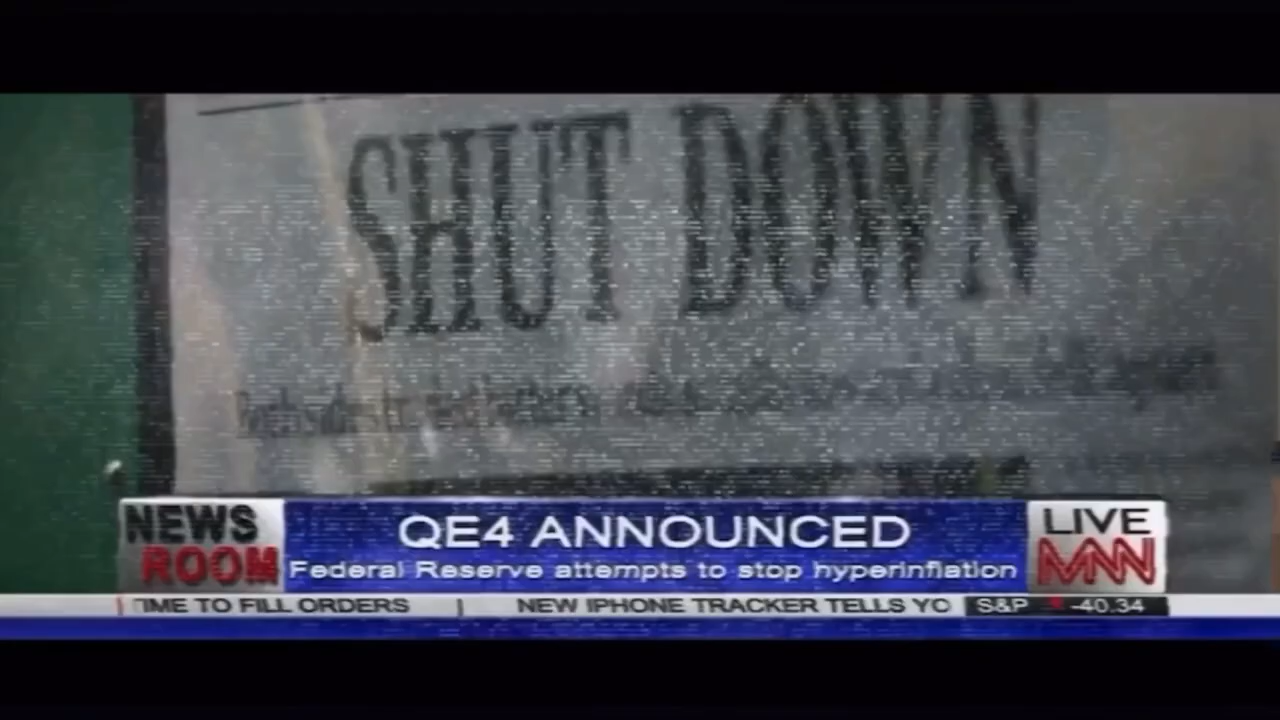 SHUT DOWN
NEWS
ROOM
QE4 ANNOUNCED
Federal Reserve attempts to stop hyperinflation
LIVE
MNN
IME TO FILL ORDERS | NEW IPHONE TRACKER TELLS YO
S&P -40.34